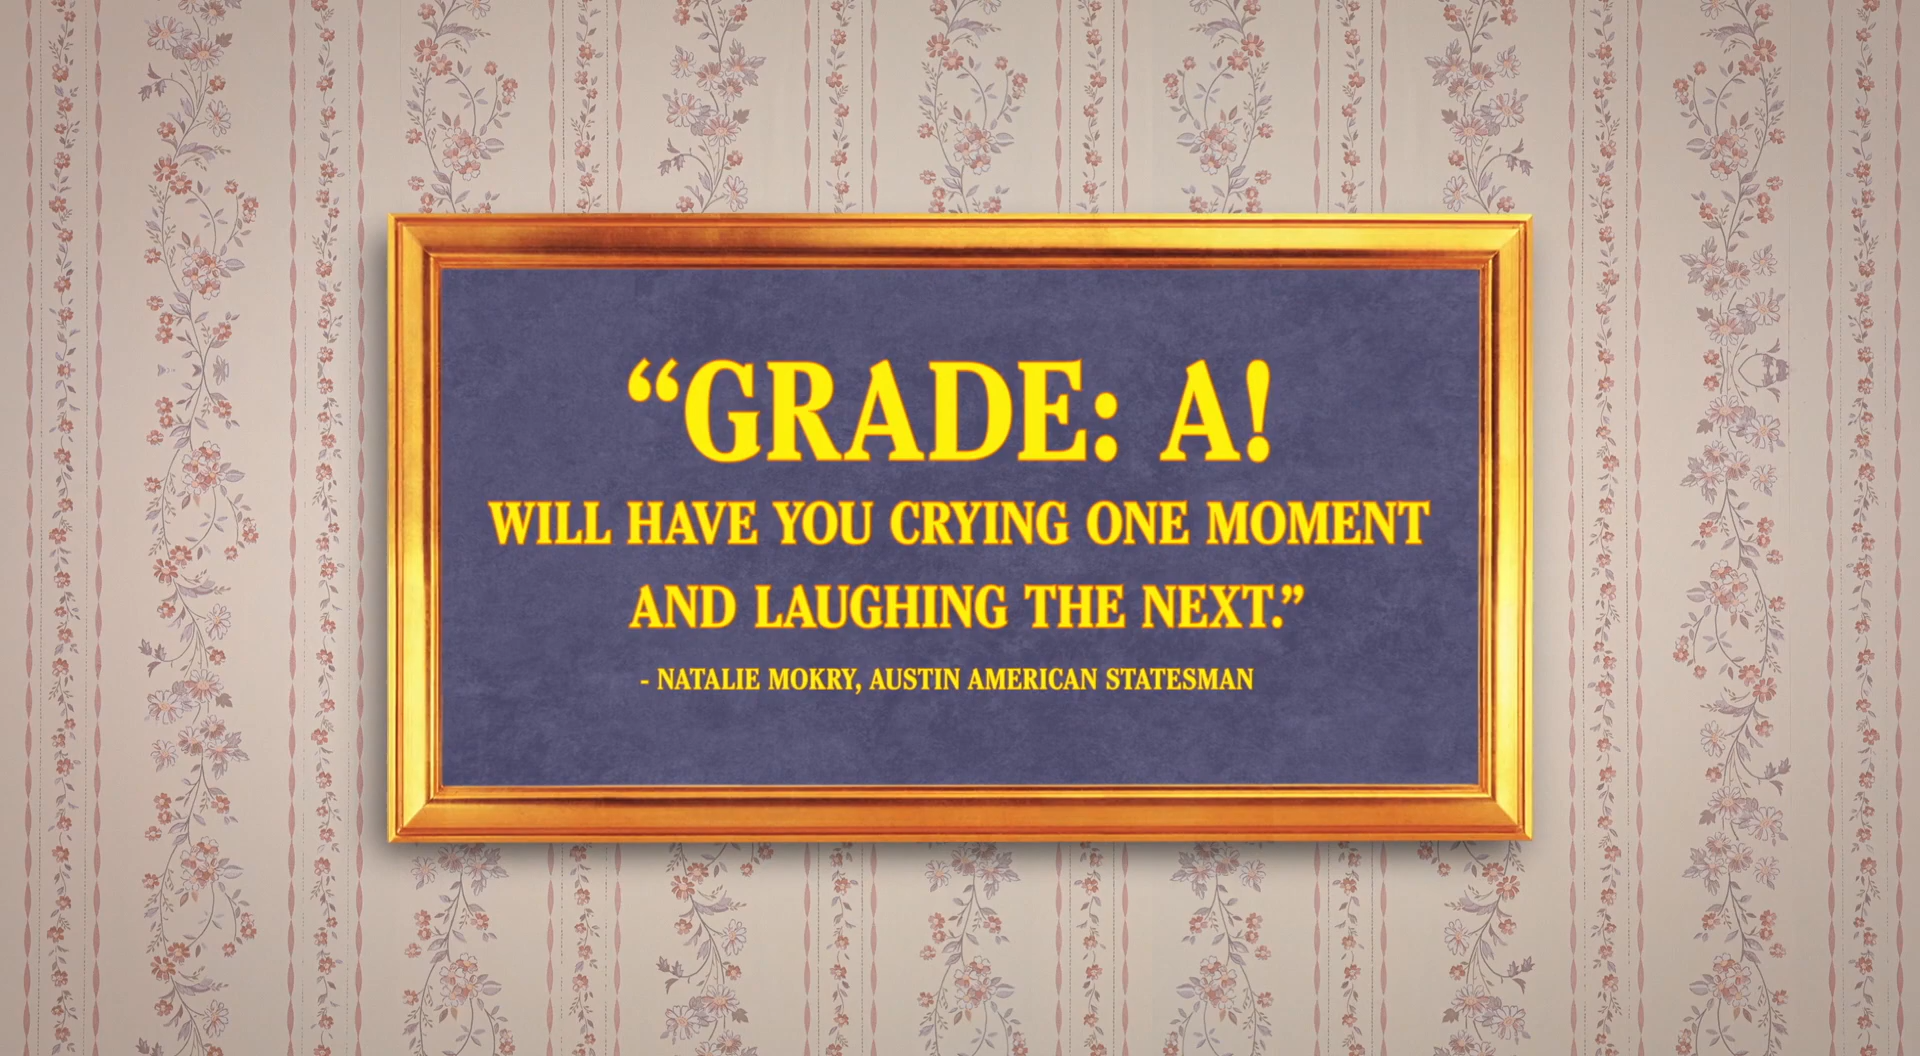 “GRADE: A!
WILL HAVE YOU CRYING ONE MOMENT
AND LAUGHING THE NEXT.”
- NATALIE MOKRY, AUSTIN AMERICAN STATESMAN